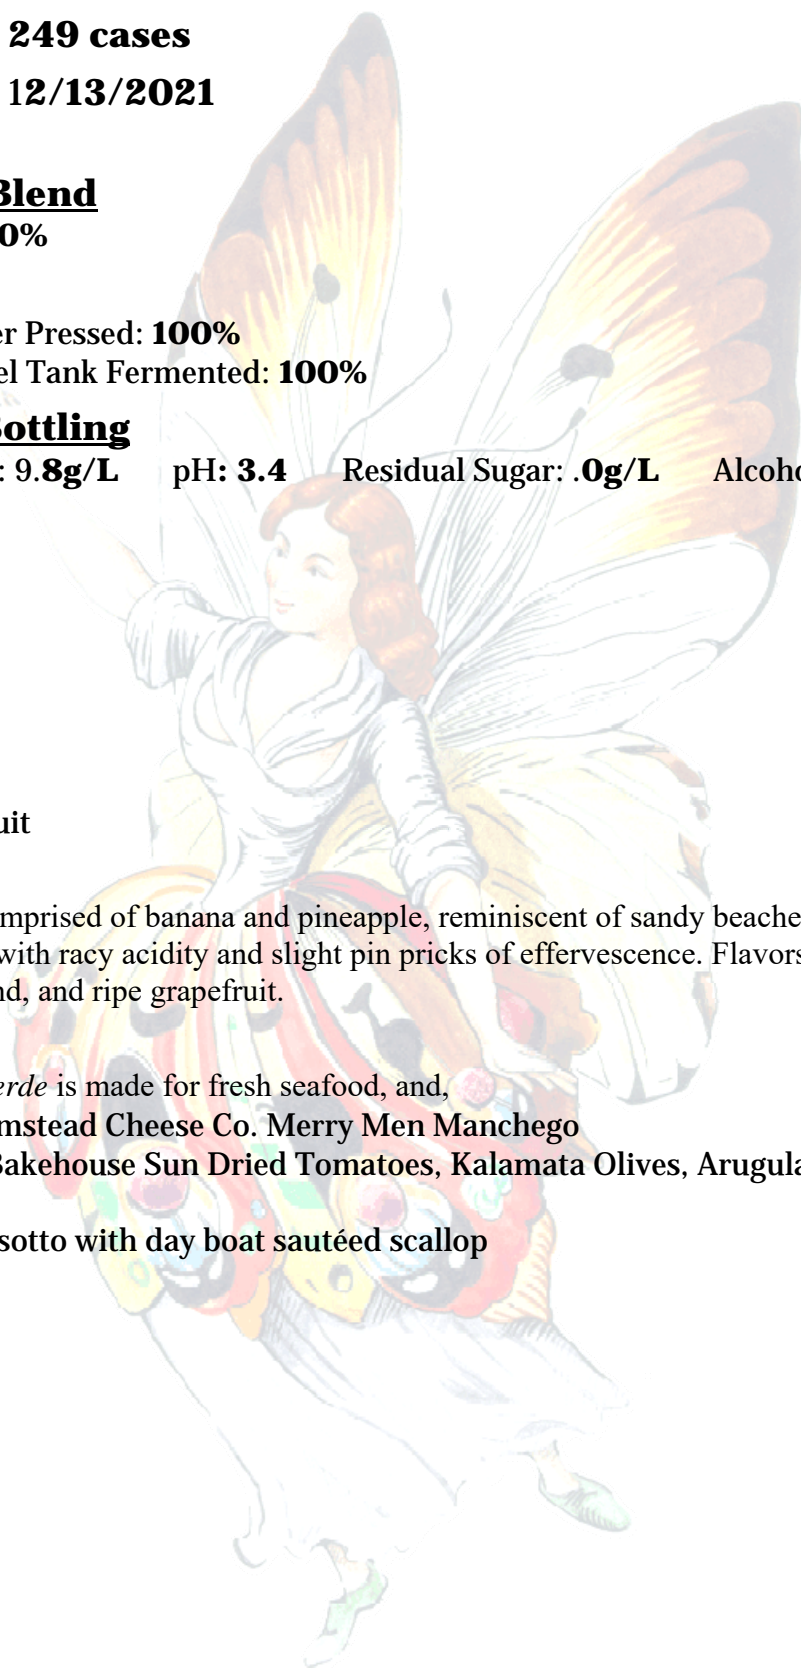 249 cases
12/13/2021
Blend
0%
er Pressed: 100%
el Tank Fermented: 100%
Bottling
: 9.8g/L pH: 3.4 Residual Sugar: .0g/L Alcoho
uit
mprised of banana and pineapple, reminiscent of sandy beache
with racy acidity and slight pin pricks of effervescence. Flavors
nd, and ripe grapefruit.
erde is made for fresh seafood, and,
mstead Cheese Co. Merry Men Manchego
Bakehouse Sun Dried Tomatoes, Kalamata Olives, Arugula
sotto with day boat sautéed scallop